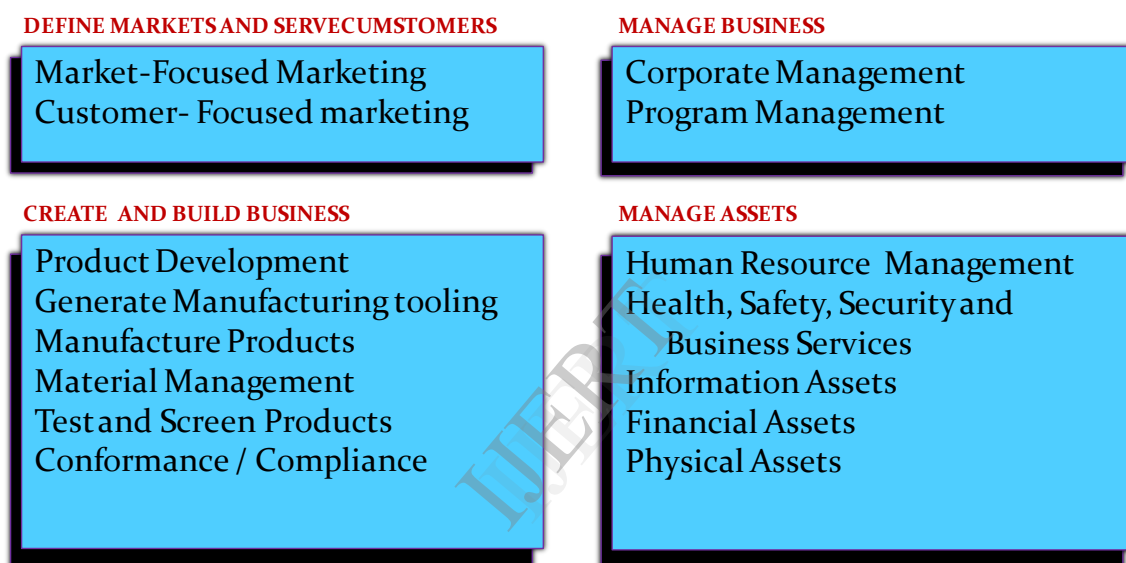 DEFINE MARKETS AND SERVECUMSTOMERS
Market-Focused Marketing
Customer- Focused marketing
MANAGE BUSINESS
Corporate Management
Program Management
CREATE AND BUILD BUSINESS
Product Development
Generate Manufacturing tooling
Manufacture Products
Material Management
Test and Screen Products
Conformance / Compliance
MANAGE ASSETS
Human Resource Management
Health, Safety, Security and
Business Services
Information Assets
Financial Assets
Physical Assets
IJERT